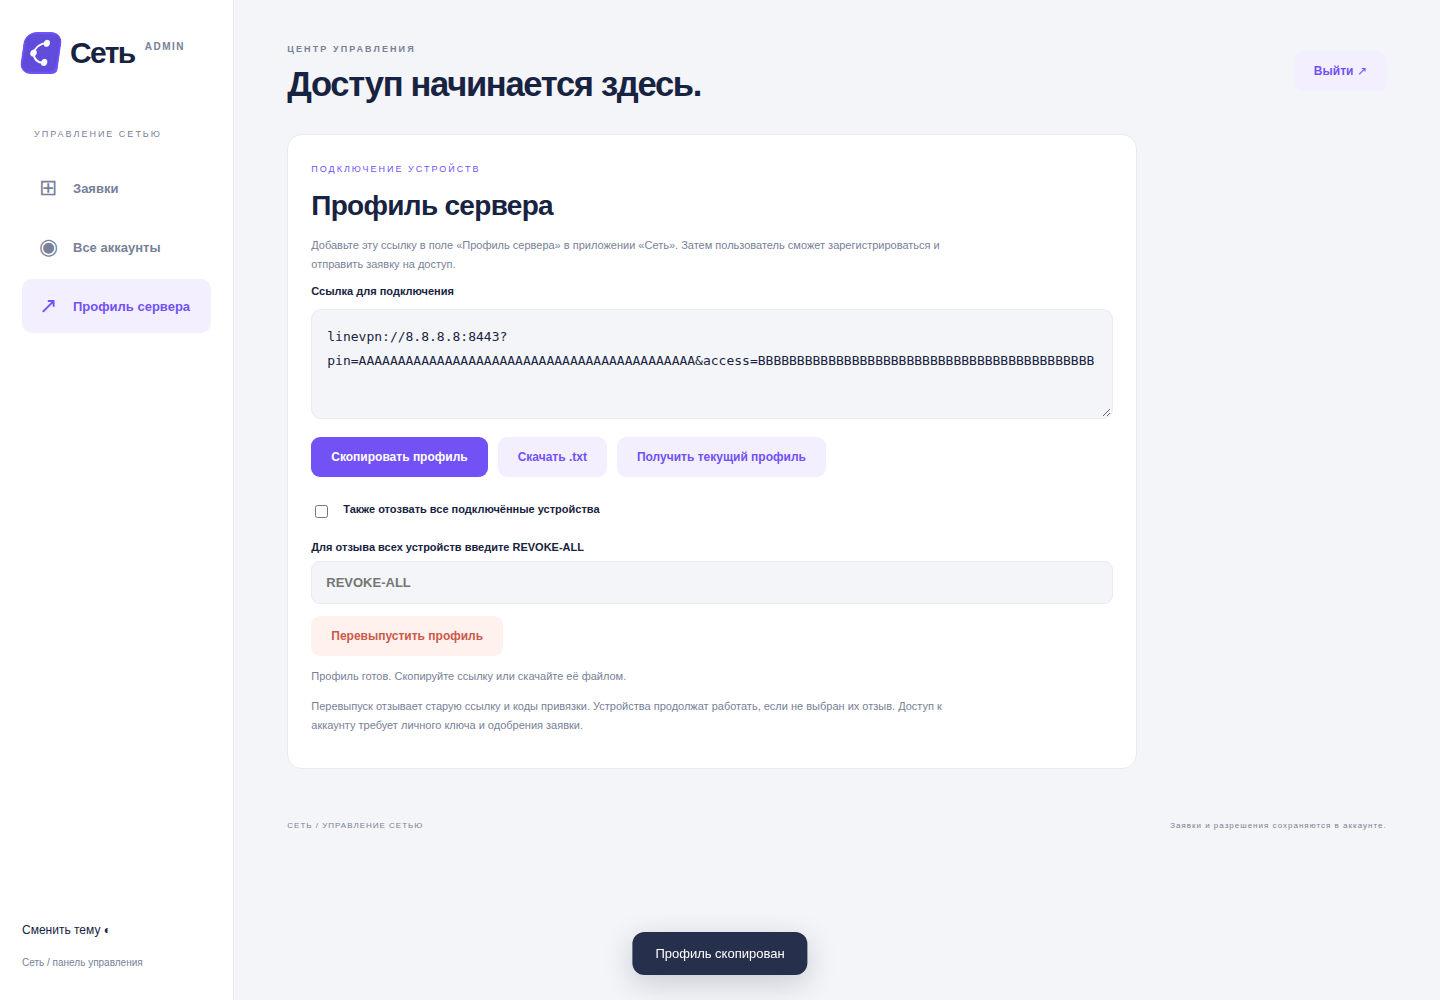 Сеть ADMIN
УПРАВЛЕНИЕ СЕТЬЮ
Заявки
Все аккаунты
Профиль сервера
Сменить тему
Сеть / панель управления
ЦЕНТР УПРАВЛЕНИЯ
Доступ начинается здесь.
Выйти ↗
ПОДКЛЮЧЕНИЕ УСТРОЙСТВ
Профиль сервера
Добавьте эту ссылку в поле «Профиль сервера» в приложении «Сеть». Затем пользователь сможет зарегистрироваться и
отправить заявку на доступ.
Ссылка для подключения
linevpn://8.8.8.8:8443?
pin=AAAAAAAAAAAAAAAAAAAAAAAAAAAAAAAAAAAAAAAAAAA&access=BBBBBBBBBBBBBBBBBBBBBBBBBBBBBBBBBBBBBBBBBBB
Скопировать профиль
Скачать .txt
Получить текущий профиль
Также отозвать все подключённые устройства
Для отзыва всех устройств введите REVOKE-ALL
REVOKE-ALL
Перевыпустить профиль
Профиль готов. Скопируйте ссылку или скачайте её файлом.
Перевыпуск отзывает старую ссылку и коды привязки. Устройства продолжат работать, если не выбран их отзыв. Доступ к
аккаунту требует личного ключа и одобрения заявки.
СЕТЬ / УПРАВЛЕНИЕ СЕТЬЮ
Заявки и разрешения сохраняются в аккаунте.
Профиль скопирован